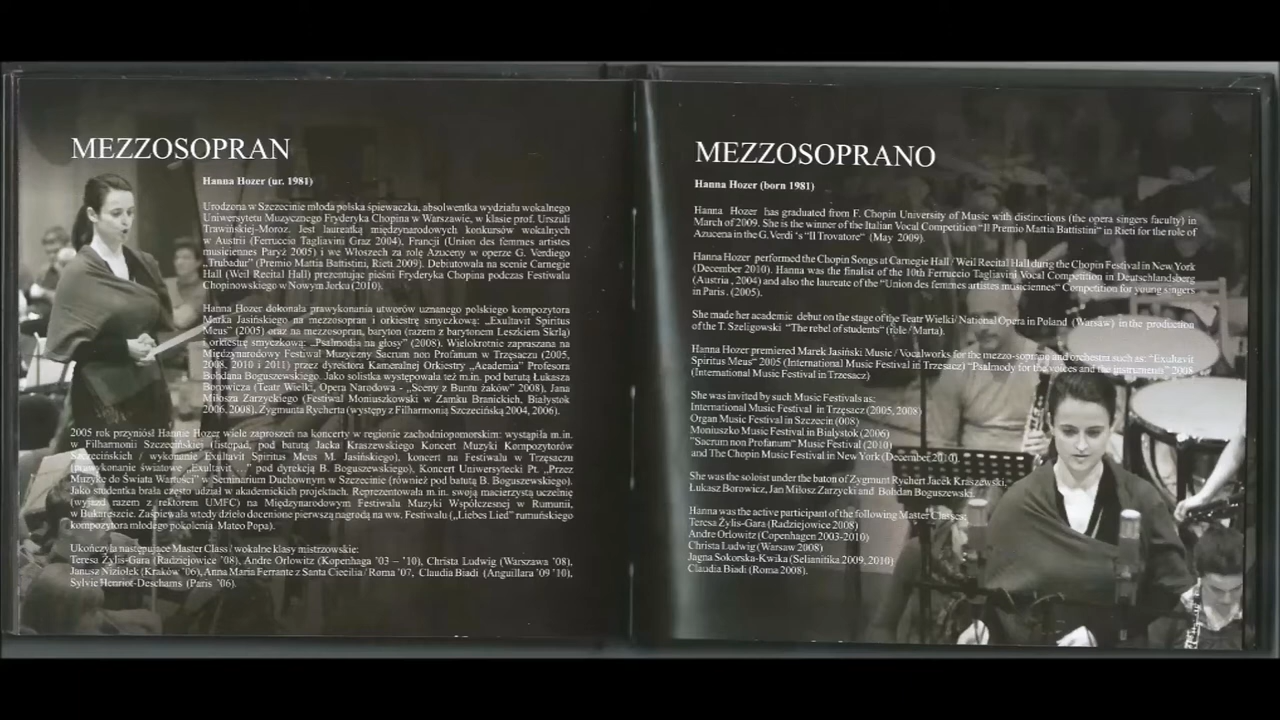 MEZZOSOPRAN
Hanna Hozer (ur. 1981)
Urodzona w Szczecinie młoda polska śpiewaczka, absolwentka wydziału wokalnego
Uniwersytetu Muzycznego Fryderyka Chopina w Warszawie, w klasie prof. Urszuli
Trawińskiej-Moroz. Jest laureatką międzynarodowych konkursów wokalnych
w Austrii (Ferruccio Tagliavini Graz 2004), Francji (Union des femmes artistes
musiciennes Paryż 2005) i we Włoszech za rolę Azuceny w operze G. Verdiego
„Trubadur” (Premio Mattia Battistini, Rieti 2009). Debiutowała na scenie Carnegie
Hall (Weil Recital Hall) prezentując pieśni Fryderyka Chopina podczas Festiwalu
Chopinowskiego w Nowym Jorku (2010).
Hanna Hozer dokonała prawykonania utworów uznanego polskiego kompozytora
Marka Jasińskiego na mezzosopran i orkiestrę smyczkową: „Exultavit Spiritus
Meus” (2005) oraz na mezzosopran, baryton (razem z barytonem Leszkiem Skrlą)
i orkiestrę smyczkową: „Psalmodia na głosy” (2008). Wielokrotnie zapraszana na
Międzynarodowy Festiwal Muzyczny Sacrum non Profanum w Trzęsaczu (2005,
2008, 2010 i 2011) przez dyrektora Kameralnej Orkiestry „Academia” Profesora
Bohdana Boguszewskiego. Jako solistka występowała też m.in. pod batutą Łukasza
Borowicza (Teatr Wielki, Opera Narodowa - „Sceny z Buntu żaków” 2008), Jana
Miłosza Zarzyckiego (Festiwal Moniuszkowski w Zamku Branickich, Białystok
2006, 2008), Zygmunta Rycherta (występy z Filharmonią Szczecińską 2004, 2006).
2005 rok przyniósł Hannie Hozer wiele zaproszeń na koncerty w regionie zachodniopomorskim: wystąpiła m.in.
w Filharmonii Szczecińskiej (listopad, pod batutą Jacka Kraszewskiego Koncert Muzyki Kompozytorów
Szczecińskich / wykonanie Exultavit Spiritus Meus M. Jasińskiego), koncert na Festiwalu w Trzęsaczu
(prawykonanie światowe „Exultavit ...” pod dyrekcją B. Boguszewskiego), Koncert Uniwersytecki Pt. „Przez
Muzykę do Świata Wartości” w Seminarium Duchownym w Szczecinie (również pod batutą B. Boguszewskiego).
Jako studentka brała często udział w akademickich projektach. Reprezentowała m.in. swoją macierzystą uczelnię
(wyjazd razem z rektorem UMFC) na Międzynarodowym Festiwalu Muzyki Współczesnej w Rumunii,
w Bukareszcie. Zaśpiewała wtedy dzieło docenione pierwszą nagrodą na ww. Festiwalu („Liebes Lied” rumuńskiego
kompozytora młodego pokolenia Mateo Popa).
Ukończyła następujące Master Class / wokalne klasy mistrzowskie:
Teresa Żylis-Gara (Radziejowice ’08), Andre Orlowitz (Kopenhaga ’03 – ’10), Christa Ludwig (Warszawa ’08),
Janusz Niziołek (Kraków ’06), Anna Maria Ferrante z Santa Ciecilia / Roma ’07, Claudia Biadi (Anguillara ’09 ’10),
Sylvie Henriot-Deschams (Paris ’06).
MEZZOSOPRANO
Hanna Hozer (born 1981)
Hanna Hozer has graduated from F. Chopin University of Music with distinctions (the opera singers faculty) in
March of 2009. She is the winner of the Italian Vocal Competition “Il Premio Mattia Battistini” in Rieti for the role of
Azucena in the G. Verdi ‘s “Il Trovatore” (May 2009).
Hanna Hozer performed the Chopin Songs at Carnegie Hall / Weil Recital Hall during the Chopin Festival in New York
(December 2010). Hanna was the finalist of the 10th Ferruccio Tagliavini Vocal Competition in Deutschlandsberg
(Austria , 2004) and also the laureate of the “Union des femmes artistes musiciennes” Competition for young singers
in Paris . (2005).
She made her academic debut on the stage of the Teatr Wielki/ National Opera in Poland (Warsaw) in the production
of the T. Szeligowski “The rebel of students” (role / Marta).
Hanna Hozer premiered Marek Jasiński Music / Vocalworks for the mezzo-soprano and orchestra such as: “Exultavit
Spiritus Meus” 2005 (International Music Festival in Trzesacz) “Psalmody for the voices and the instruments” 2008
(International Music Festival in Trzesacz)
She was invited by such Music Festivals as:
International Music Festival in Trzęsacz (2005, 2008)
Organ Music Festival in Szczecin (008)
Moniuszko Music Festival in Białystok (2006)
“Sacrum non Profanum” Music Festival (2010)
and The Chopin Music Festival in New York (December 2010).
She was the soloist under the baton of Zygmunt Rychert Jacek Kraszewski,
Łukasz Borowicz, Jan Miłosz Zarzycki and Bohdan Boguszewski.
Hanna was the active participant of the following Master Classes:
Teresa Żylis-Gara (Radziejowice 2008)
Andre Orlowitz (Copenhagen 2003-2010)
Christa Ludwig (Warsaw 2008)
Jagna Sokorska-Kwika (Selianitika 2009, 2010)
Claudia Biadi (Roma 2008).